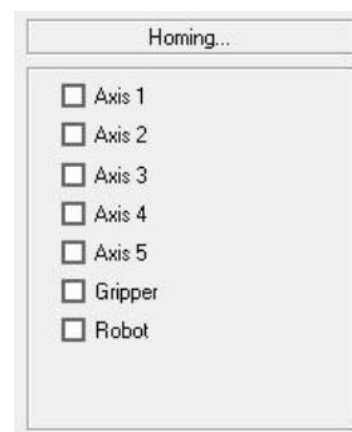 Homing...
Axis 1
Axis 2
Axis 3
Axis 4
Axis 5
Gripper
Robot